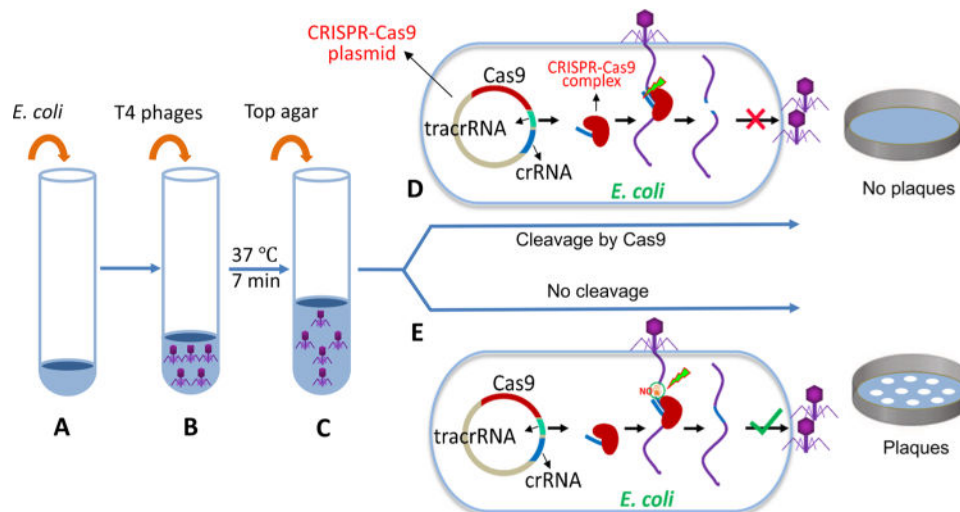 CRISPR-Cas9
plasmid
Cas9
CRISPR-Cas9
complex
E. coli
T4 phages
Top agar
tracrRNA
crRNA
D
E. coli
No plaques
Cleavage by Cas9
37 ℃
7 min
No cleavage
E
A
B
C
Cas9
NO
tracrRNA
crRNA
E. coli
Plaques